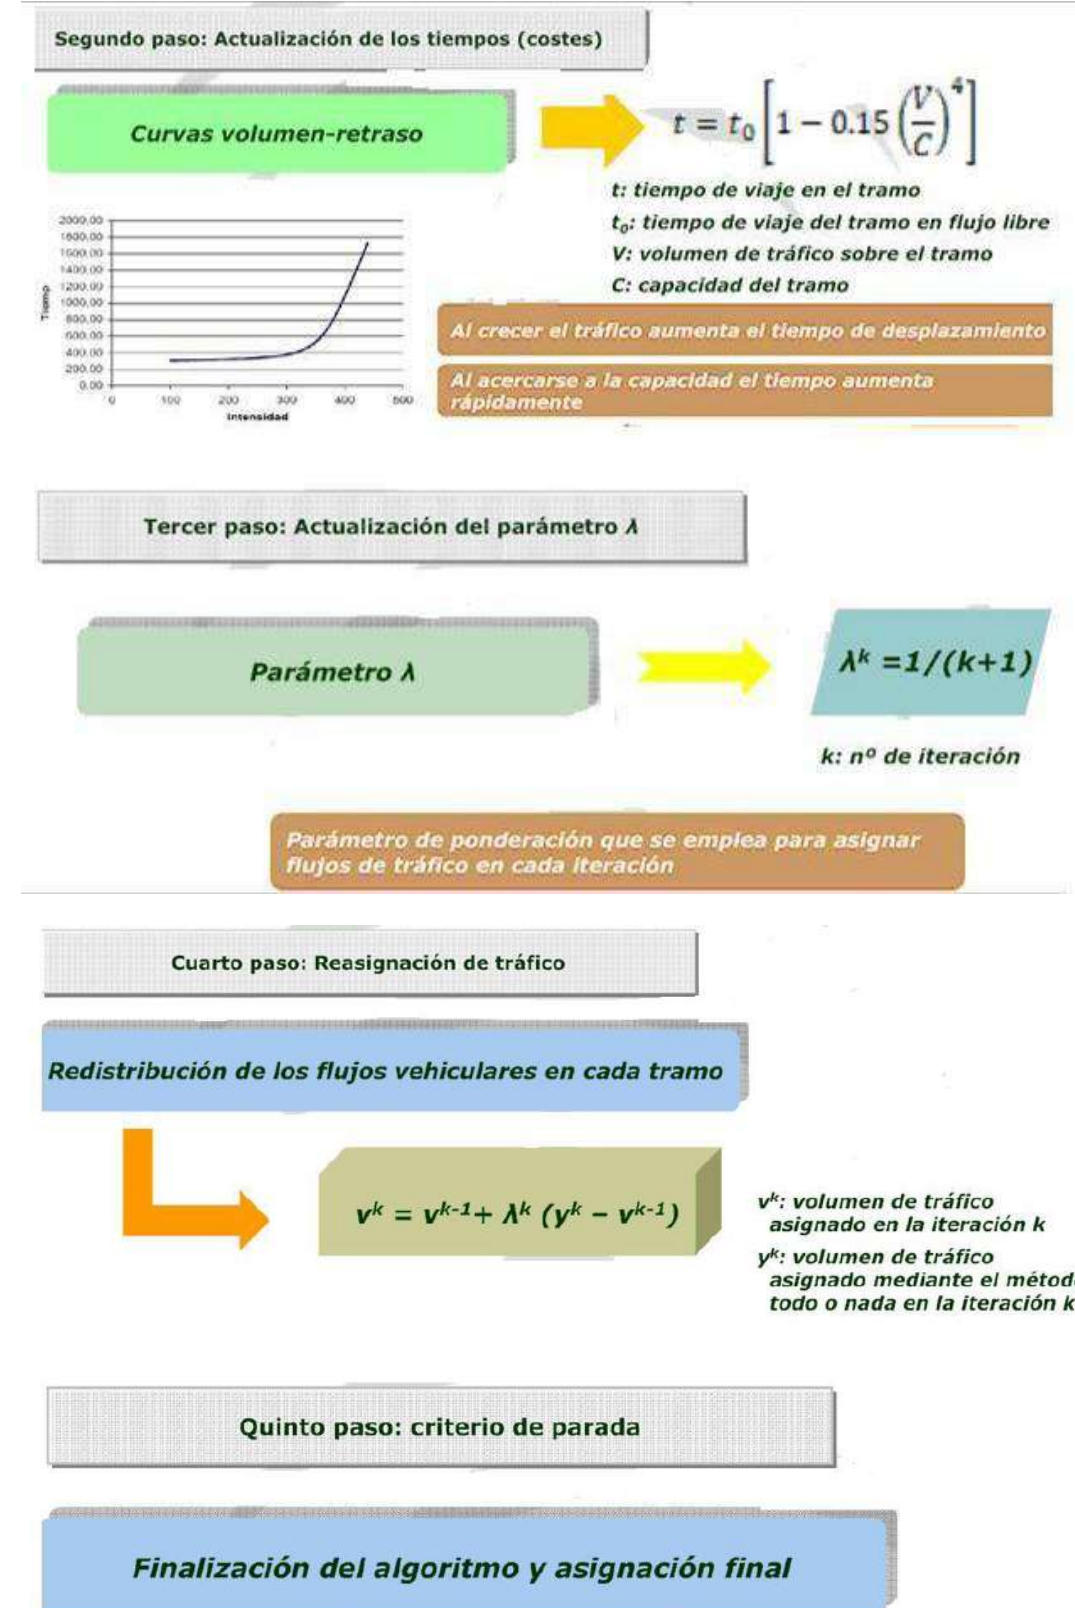 Segundo paso: Actualización de los tiempos (costes)
Curvas volumen-retraso
t = t₀ [1 − 0.15 (V/C)⁴]
t: tiempo de viaje en el tramo
t₀: tiempo de viaje del tramo en flujo libre
V: volumen de tráfico sobre el tramo
C: capacidad del tramo
2000,00
1800,00
1600,00
1400,00
1200,00
1000,00
800,00
600,00
400,00
200,00
0,00
Tiemp
0 100 200 300 400 500
Intensidad
Al crecer el tráfico aumenta el tiempo de desplazamiento
Al acercarse a la capacidad el tiempo aumenta
rápidamente
Tercer paso: Actualización del parámetro λ
Parámetro λ
λᵏ =1/(k+1)
k: nº de iteración
Parámetro de ponderación que se emplea para asignar
flujos de tráfico en cada iteración
Cuarto paso: Reasignación de tráfico
Redistribución de los flujos vehiculares en cada tramo
vᵏ = vᵏ⁻¹+ λᵏ (yᵏ – vᵏ⁻¹)
vᵏ: volumen de tráfico
asignado en la iteración k
yᵏ: volumen de tráfico
asignado mediante el método
todo o nada en la iteración k
Quinto paso: criterio de parada
Finalización del algoritmo y asignación final